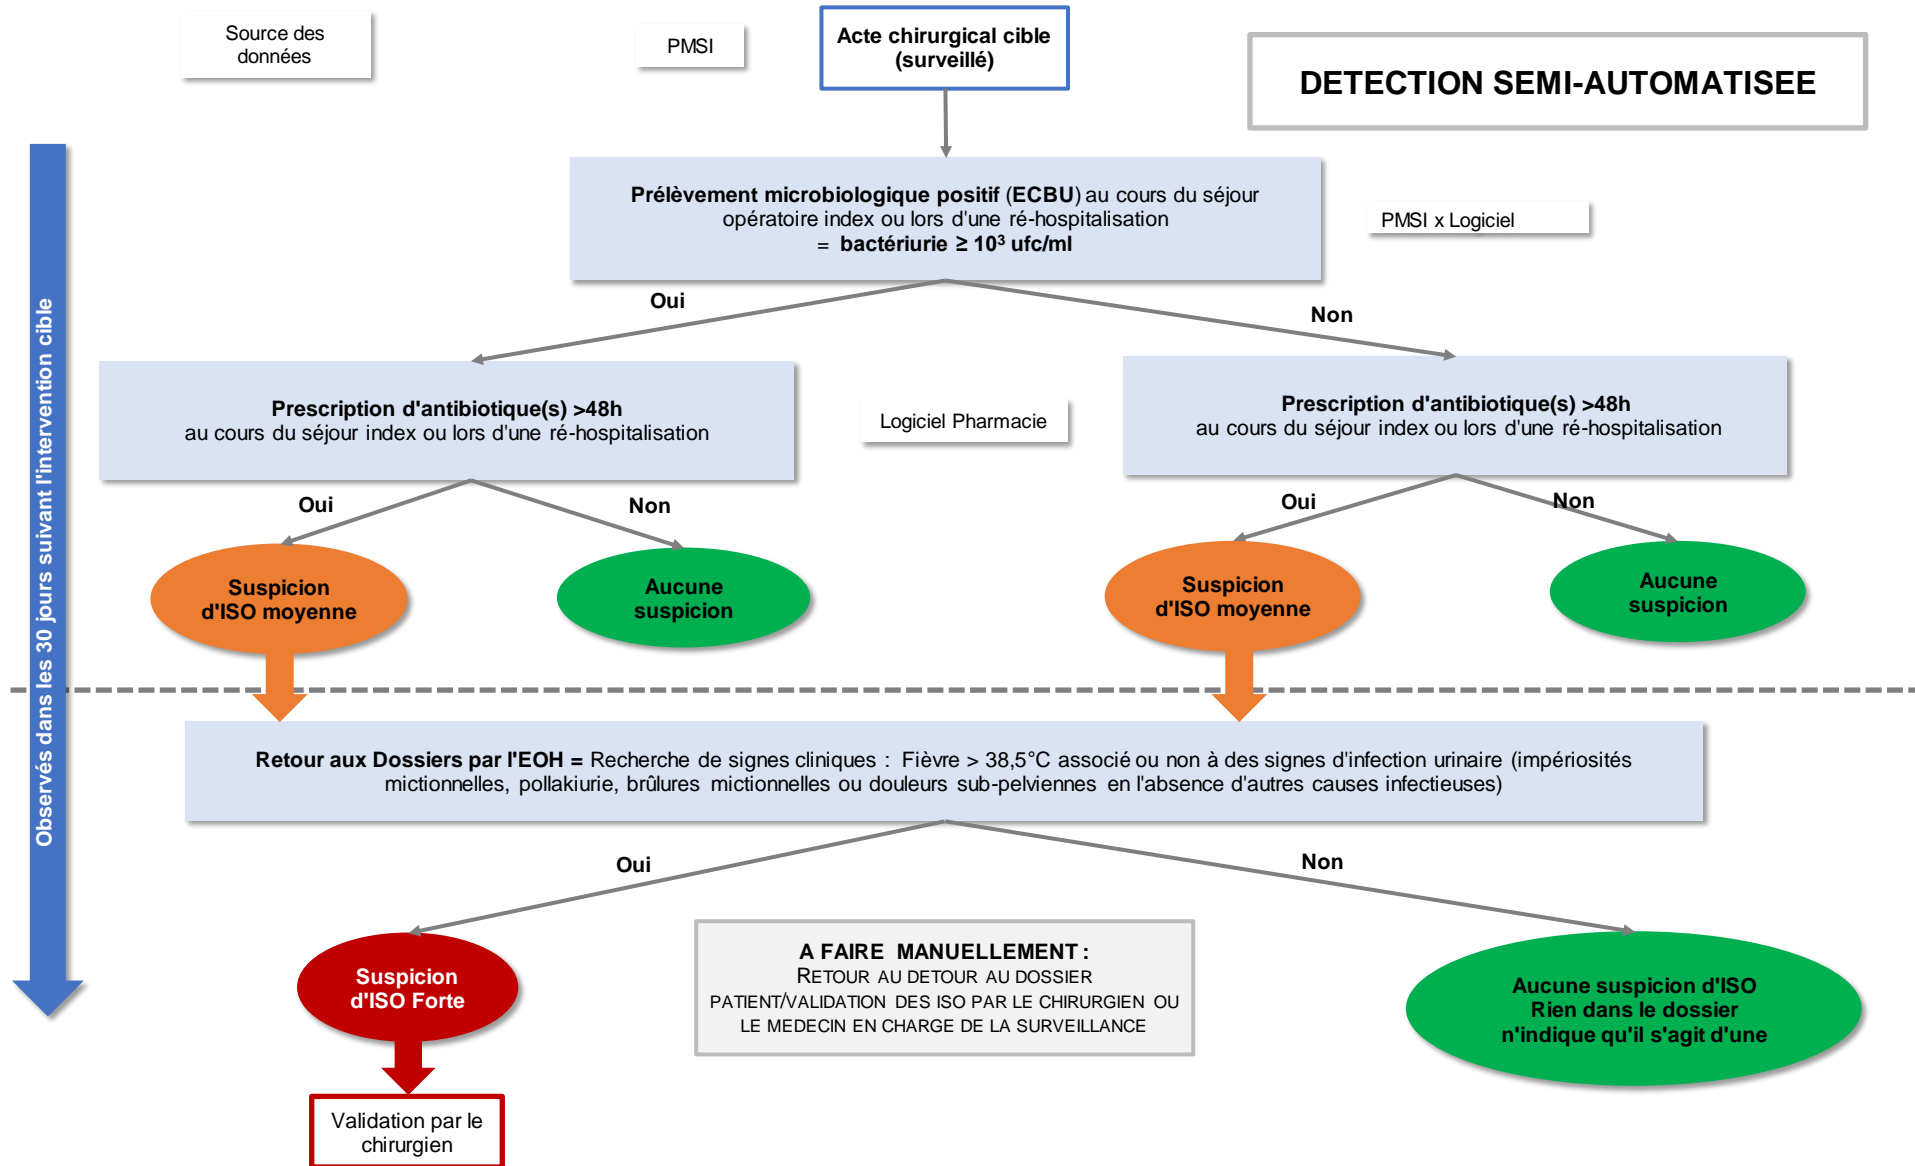 Source des
données
PMSI
Acte chirurgical cible
(surveillé)
DETECTION SEMI-AUTOMATISEE
Prélèvement microbiologique positif (ECBU) au cours du séjour
opératoire index ou lors d'une ré-hospitalisation
= bactériurie ≥ 10³ ufc/ml
PMSI x Logiciel
Oui
Non
Observés dans les 30 jours suivant l'intervention cible
Prescription d'antibiotique(s) >48h
au cours du séjour index ou lors d'une ré-hospitalisation
Logiciel Pharmacie
Prescription d'antibiotique(s) >48h
au cours du séjour index ou lors d'une ré-hospitalisation
Oui
Non
Oui
Non
Suspicion
d'ISO moyenne
Aucune
suspicion
Suspicion
d'ISO moyenne
Aucune
suspicion
Retour aux Dossiers par l'EOH = Recherche de signes cliniques : Fièvre > 38,5°C associé ou non à des signes d'infection urinaire (impériosités
mictionnelles, pollakiurie, brûlures mictionnelles ou douleurs sub-pelviennes en l'absence d'autres causes infectieuses)
Oui
Non
Suspicion
d'ISO Forte
A FAIRE MANUELLEMENT :
RETOUR AU DETOUR AU DOSSIER
PATIENT/VALIDATION DES ISO PAR LE CHIRURGIEN OU
LE MEDECIN EN CHARGE DE LA SURVEILLANCE
Aucune suspicion d'ISO
Rien dans le dossier
n'indique qu'il s'agit d'une
Validation par le
chirurgien